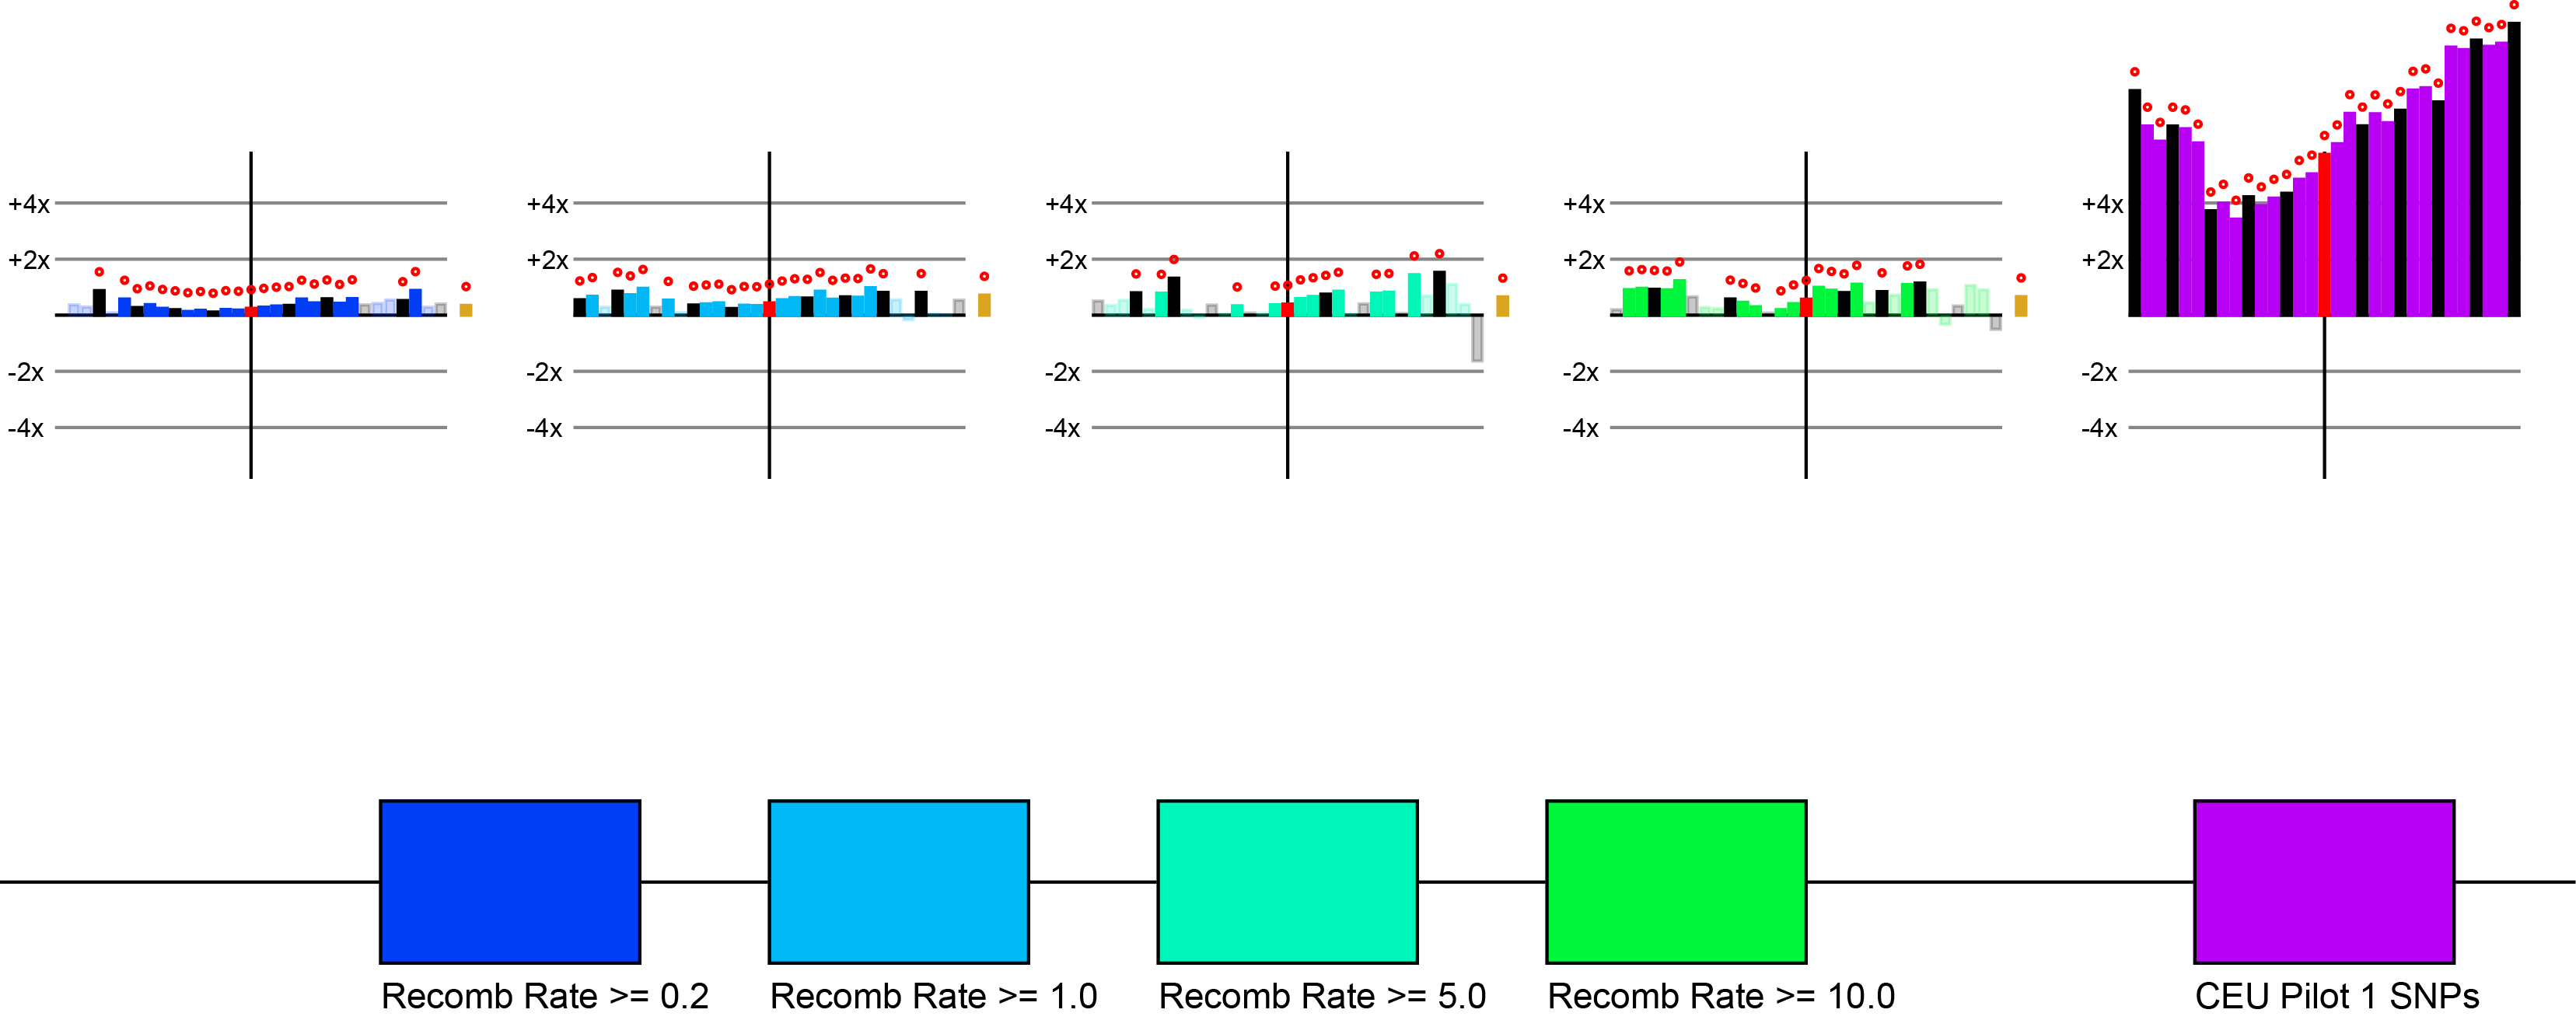 +4x +4x +4x +4x +4x
+2x +2x +2x +2x +2x
-2x -2x -2x -2x -2x
-4x -4x -4x -4x -4x
Recomb Rate >= 0.2 Recomb Rate >= 1.0 Recomb Rate >= 5.0 Recomb Rate >= 10.0 CEU Pilot 1 SNPs